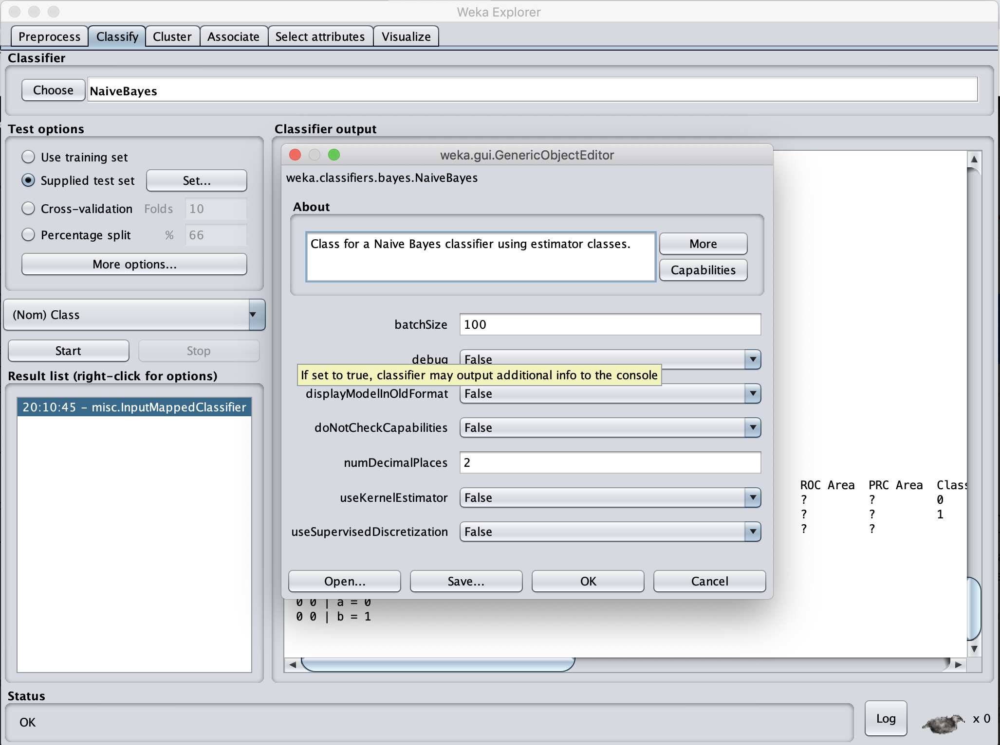 Weka Explorer
Preprocess Classify Cluster Associate Select attributes Visualize
Classifier
Choose NaiveBayes
Test options
Use training set
Supplied test set Set...
Cross-validation Folds 10
Percentage split % 66
More options...
(Nom) Class
Start Stop
Result list (right-click for options)
20:10:45 - misc.InputMappedClassifier
Classifier output
weka.gui.GenericObjectEditor
weka.classifiers.bayes.NaiveBayes
About
Class for a Naive Bayes classifier using estimator classes.
More
Capabilities
batchSize 100
debug False
If set to true, classifier may output additional info to the console
displayModelInOldFormat False
doNotCheckCapabilities False
numDecimalPlaces 2
useKernelEstimator False
useSupervisedDiscretization False
Open... Save... OK Cancel
ROC Area PRC Area Class
? ? 0
? ? 1
? ?
0 0 | a = 0
0 0 | b = 1
Status
OK
Log
x 0